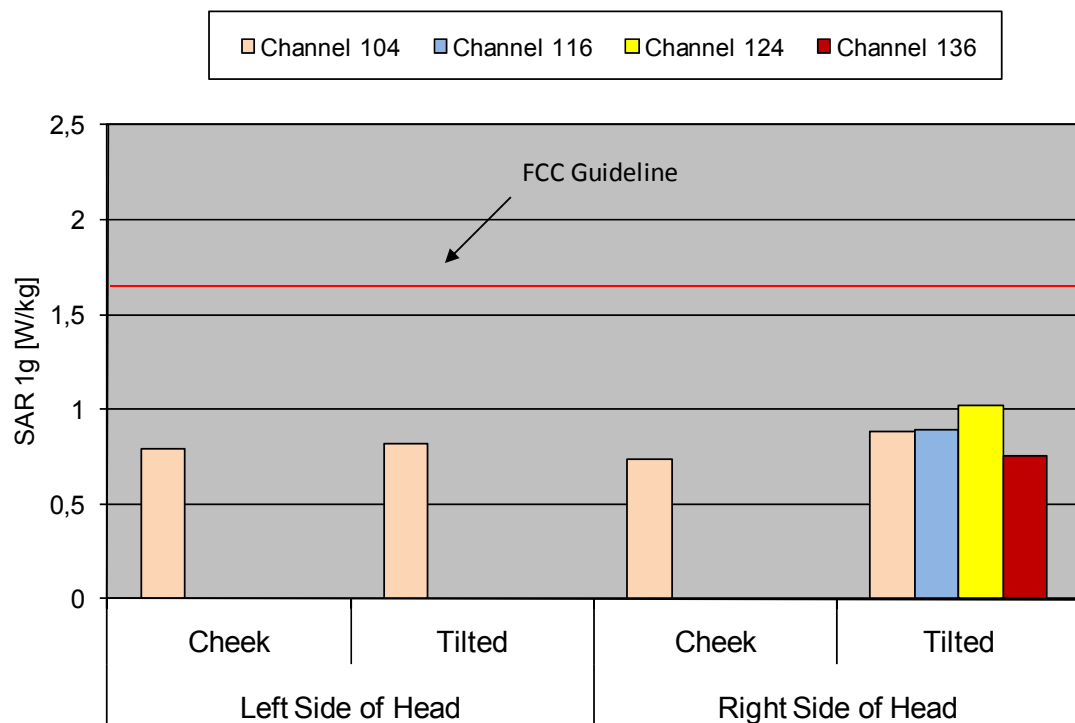 Channel 104 Channel 116 Channel 124 Channel 136
2,5
FCC Guideline
2
1,5
1
0,5
0
SAR 1g [W/kg]
Cheek Tilted Cheek Tilted
Left Side of Head Right Side of Head